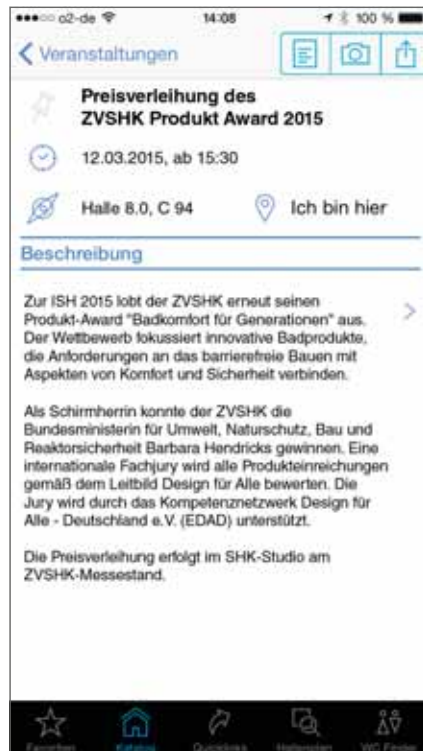 o2-de 14:08 100 %
Veranstaltungen
Preisverleihung des
ZVSHK Produkt Award 2015
12.03.2015, ab 15:30
Halle 8.0, C 94 Ich bin hier
Beschreibung
Zur ISH 2015 lobt der ZVSHK erneut seinen
Produkt-Award "Badkomfort für Generationen" aus.
Der Wettbewerb fokussiert innovative Badprodukte,
die Anforderungen an das barrierefreie Bauen mit
Aspekten von Komfort und Sicherheit verbinden.
Als Schirmherrin konnte der ZVSHK die
Bundesministerin für Umwelt, Naturschutz, Bau und
Reaktorsicherheit Barbara Hendricks gewinnen. Eine
internationale Fachjury wird alle Produkteinreichungen
gemäß dem Leitbild Design für Alle bewerten. Die
Jury wird durch das Kompetenznetzwerk Design für
Alle - Deutschland e.V. (EDAD) unterstützt.
Die Preisverleihung erfolgt im SHK-Studio am
ZVSHK-Messestand.